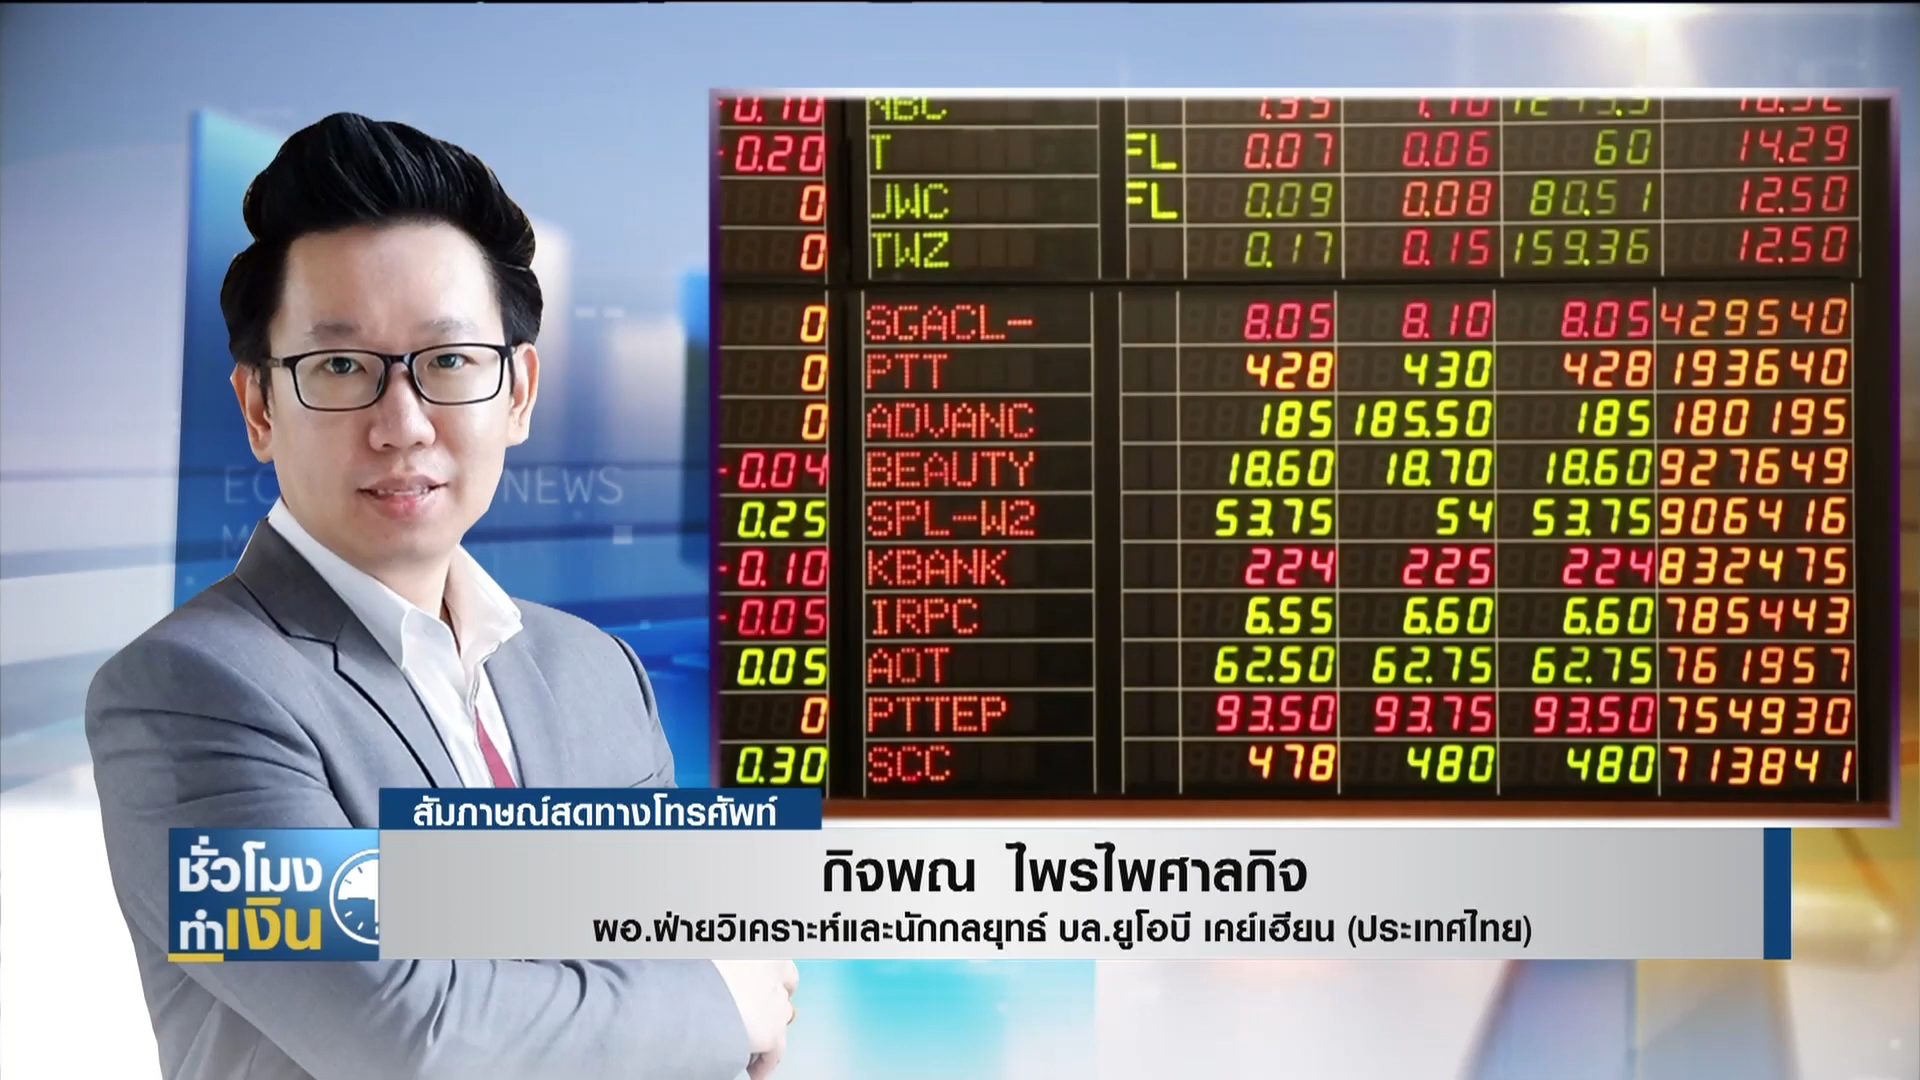 -0.10 NBC 1.35
-0.20 T FL 0.07 0.06 60 14.29
0 JWC FL 0.09 0.08 80.51 12.50
0 TWZ 0.17 0.15 159.36 12.50
0 SGACL- 8.05 8.10 8.05 429540
0 PTT 428 430 428 193640
0 ADVANC 185 185.50 185 180195
-0.04 BEAUTY 18.60 18.70 18.60 927649
0.25 SPL-W2 53.75 54 53.75 906416
-0.10 KBANK 224 225 224 832475
-0.05 IRPC 6.55 6.60 6.60 785443
0.05 AOT 62.50 62.75 62.75 761957
0 PTTEP 93.50 93.75 93.50 754930
0.30 SCC 478 480 480 713841
NEWS
สัมภาษณ์สดทางโทรศัพท์
ชั่วโมง
ทำเงิน
กิจพณ ไพรไพศาลกิจ
ผอ.ฝ่ายวิเคราะห์และนักกลยุทธ์ บล.ยูโอบี เคย์เฮียน (ประเทศไทย)